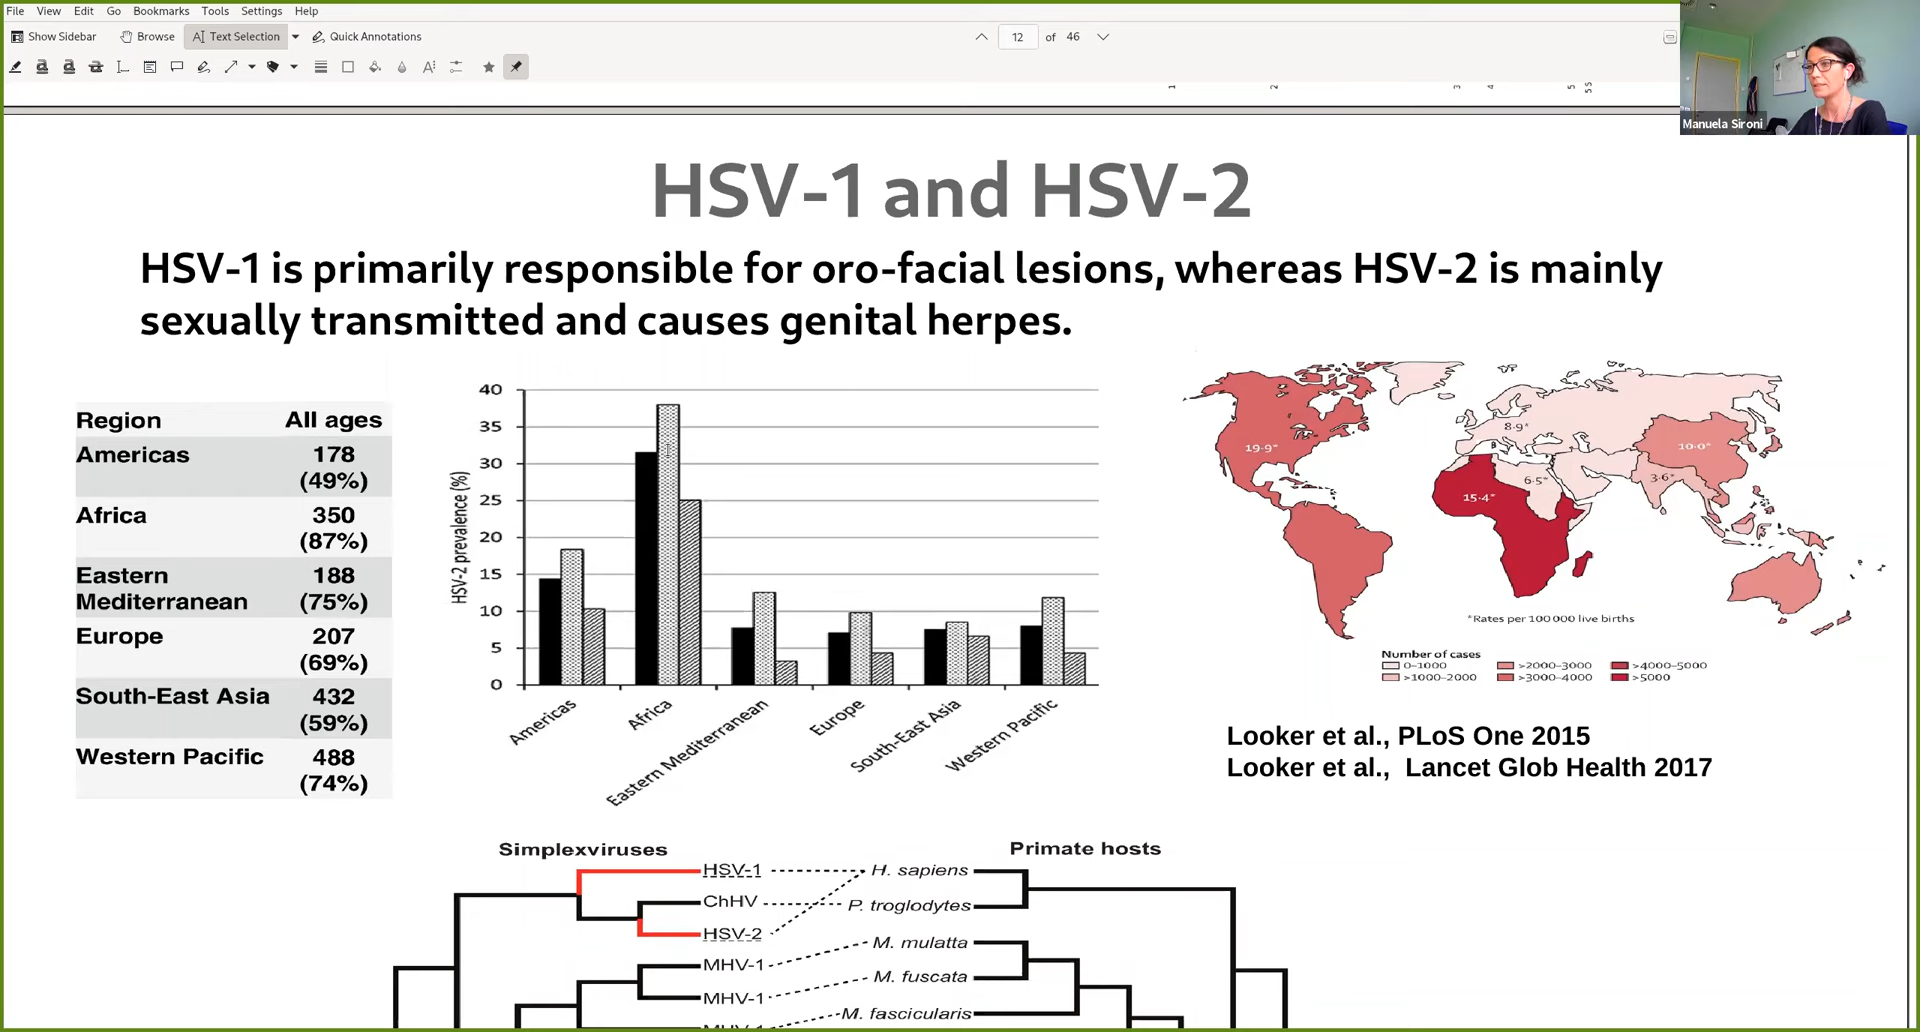 File View Edit Go Bookmarks Tools Settings Help
Show Sidebar Browse Text Selection Quick Annotations
12 of 46
Manuela Sironi
HSV-1 and HSV-2
HSV-1 is primarily responsible for oro-facial lesions, whereas HSV-2 is mainly
sexually transmitted and causes genital herpes.
Region All ages
Americas 178
(49%)
Africa 350
(87%)
Eastern 188
Mediterranean (75%)
Europe 207
(69%)
South-East Asia 432
(59%)
Western Pacific 488
(74%)
HSV-2 prevalence (%)
40
35
30
25
20
15
10
5
0
Americas
Africa
Eastern Mediterranean
Europe
South-East Asia
Western Pacific
19·9*
8·9*
10·0*
15·4*
6·5*
3·6*
*Rates per 100 000 live births
Number of cases
0–1000 >2000–3000 >4000–5000
>1000–2000 >3000–4000 >5000
Looker et al., PLoS One 2015
Looker et al., Lancet Glob Health 2017
Simplexviruses Primate hosts
HSV-1 H. sapiens
ChHV P. troglodytes
HSV-2
M. mulatta
MHV-1
M. fuscata
MHV-1
M. fascicularis